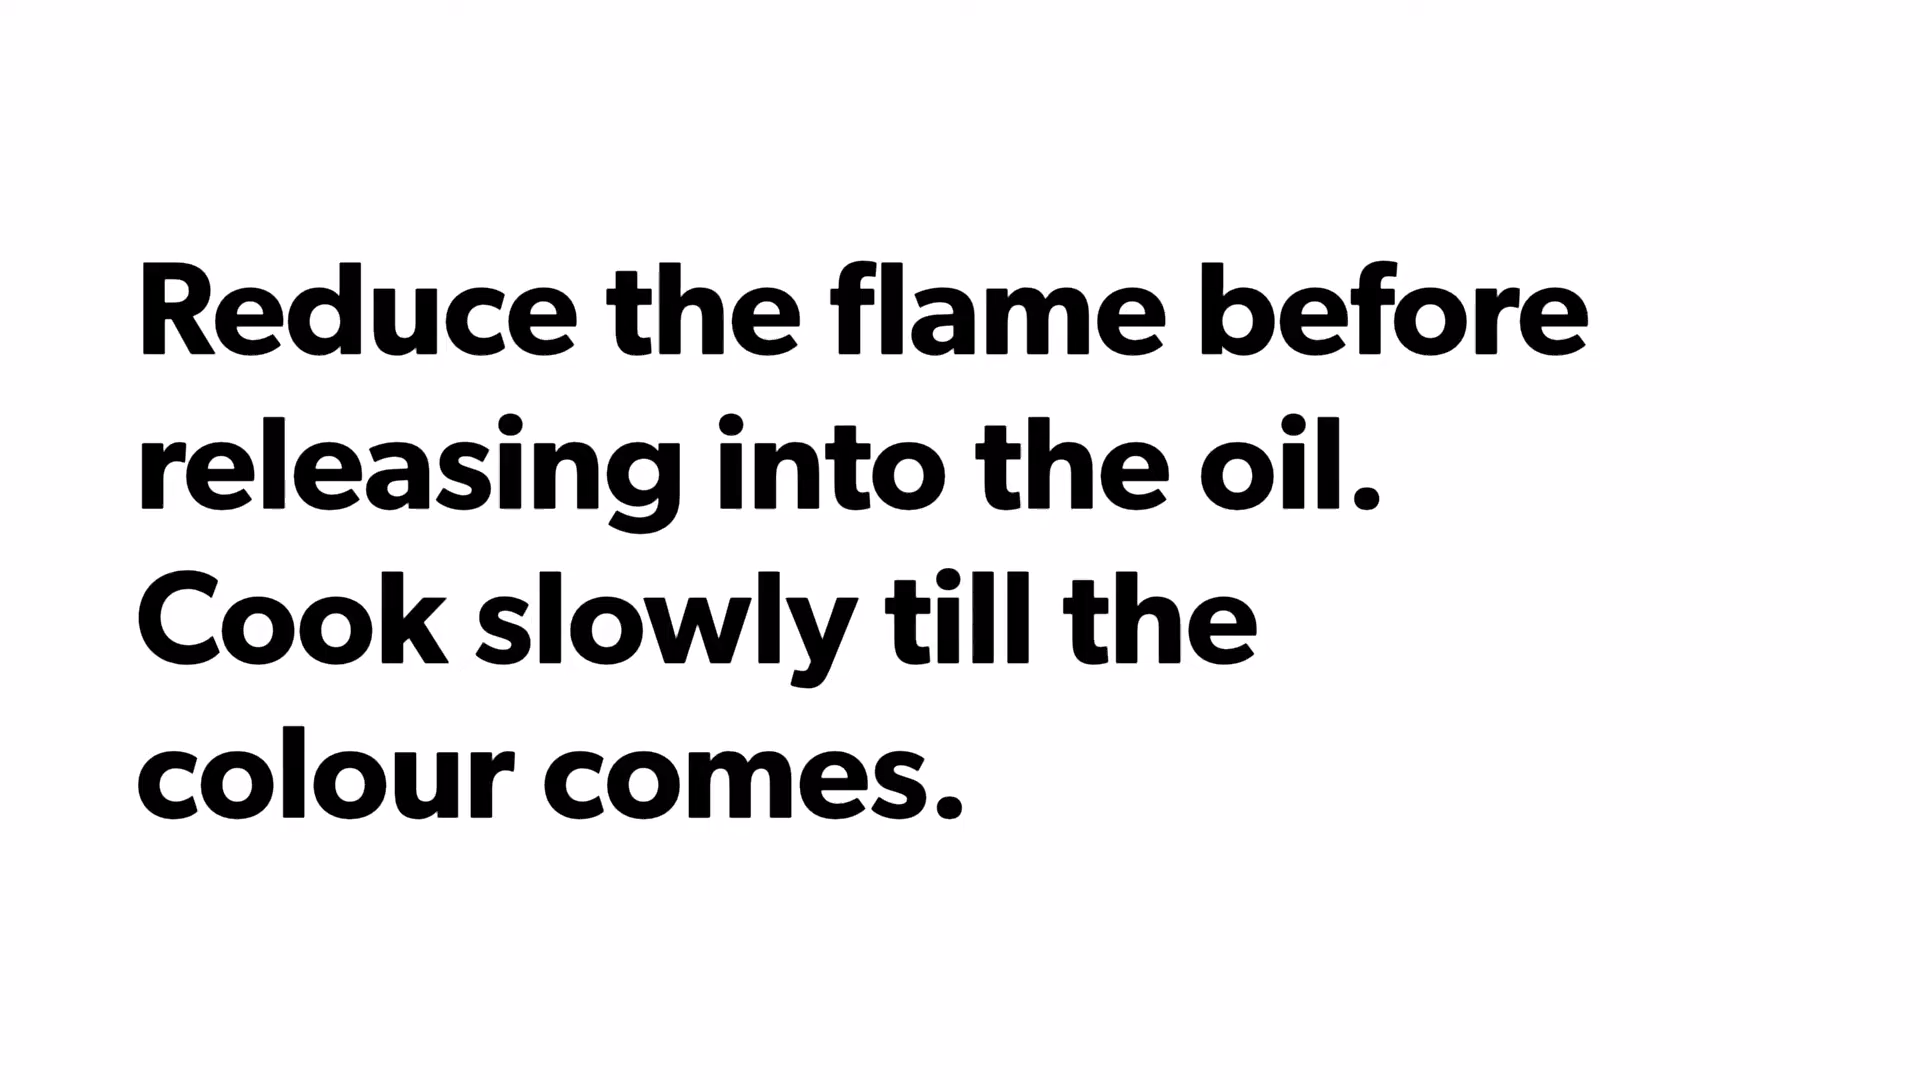 Reduce the flame before
releasing into the oil.
Cook slowly till the
colour comes.